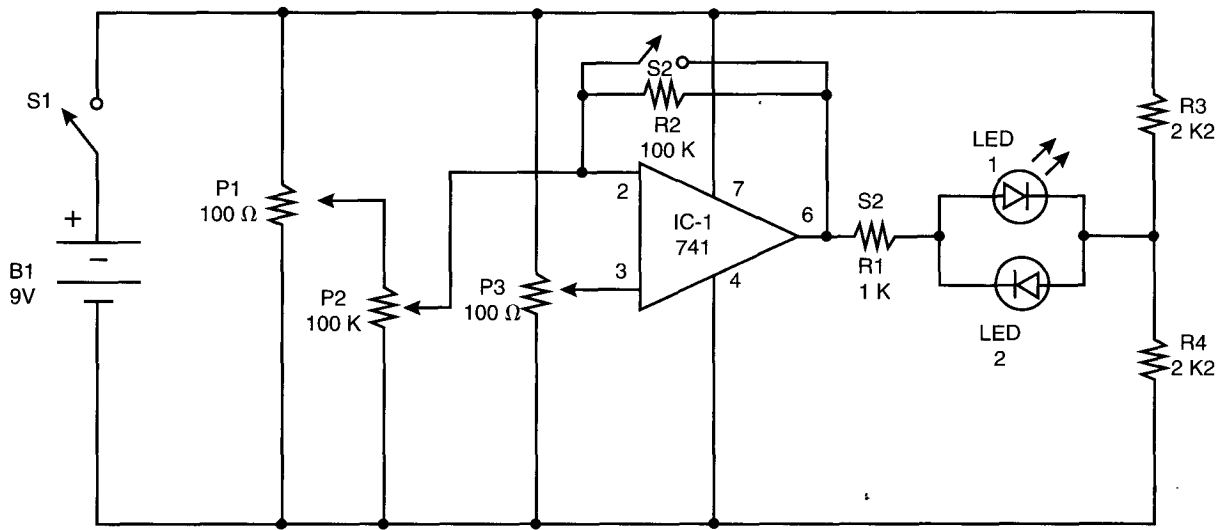 S1
+
-
B1
9V
P1
100 Ω
P2
100 K
P3
100 Ω
S2
R2
100 K
2
3
7
IC-1
741
4
6
S2
R1
1 K
LED
1
LED
2
R3
2 K2
R4
2 K2